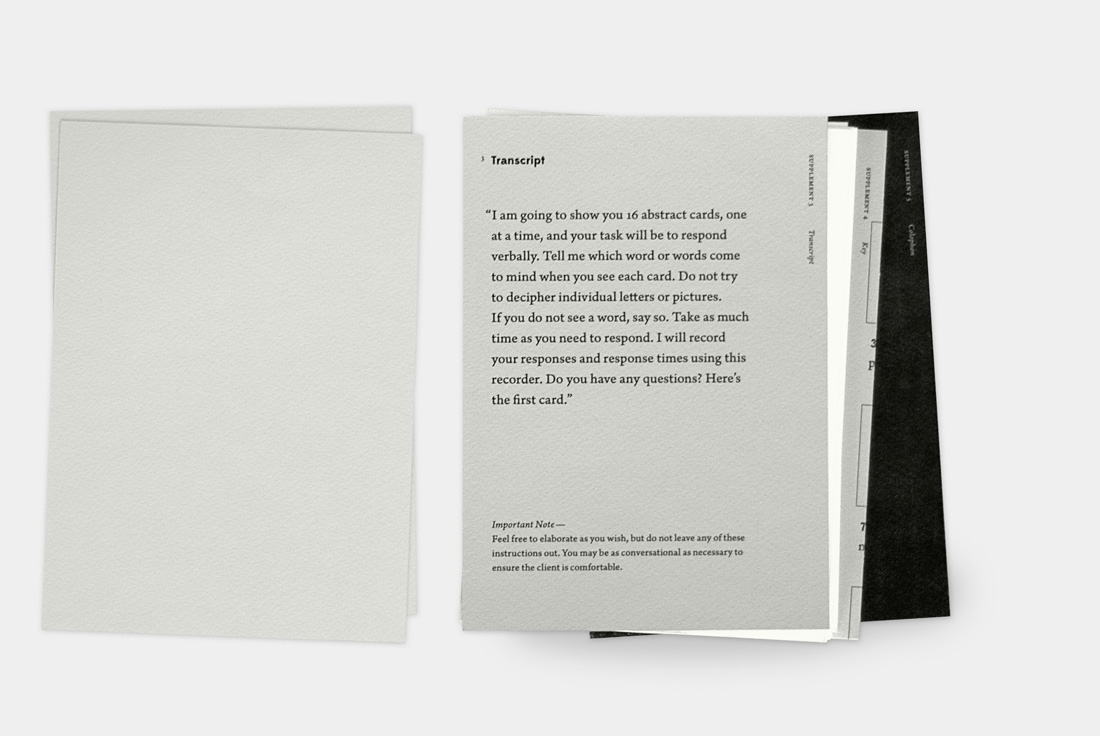 3 Transcript
“I am going to show you 16 abstract cards, one
at a time, and your task will be to respond
verbally. Tell me which word or words come
to mind when you see each card. Do not try
to decipher individual letters or pictures.
If you do not see a word, say so. Take as much
time as you need to respond. I will record
your responses and response times using this
recorder. Do you have any questions? Here’s
the first card.”
Important Note—
Feel free to elaborate as you wish, but do not leave any of these
instructions out. You may be as conversational as necessary to
ensure the client is comfortable.
SUPPLEMENT 3 Transcript
SUPPLEMENT 4 Key
3
P
7
n
SUPPLEMENT 5 Colophon